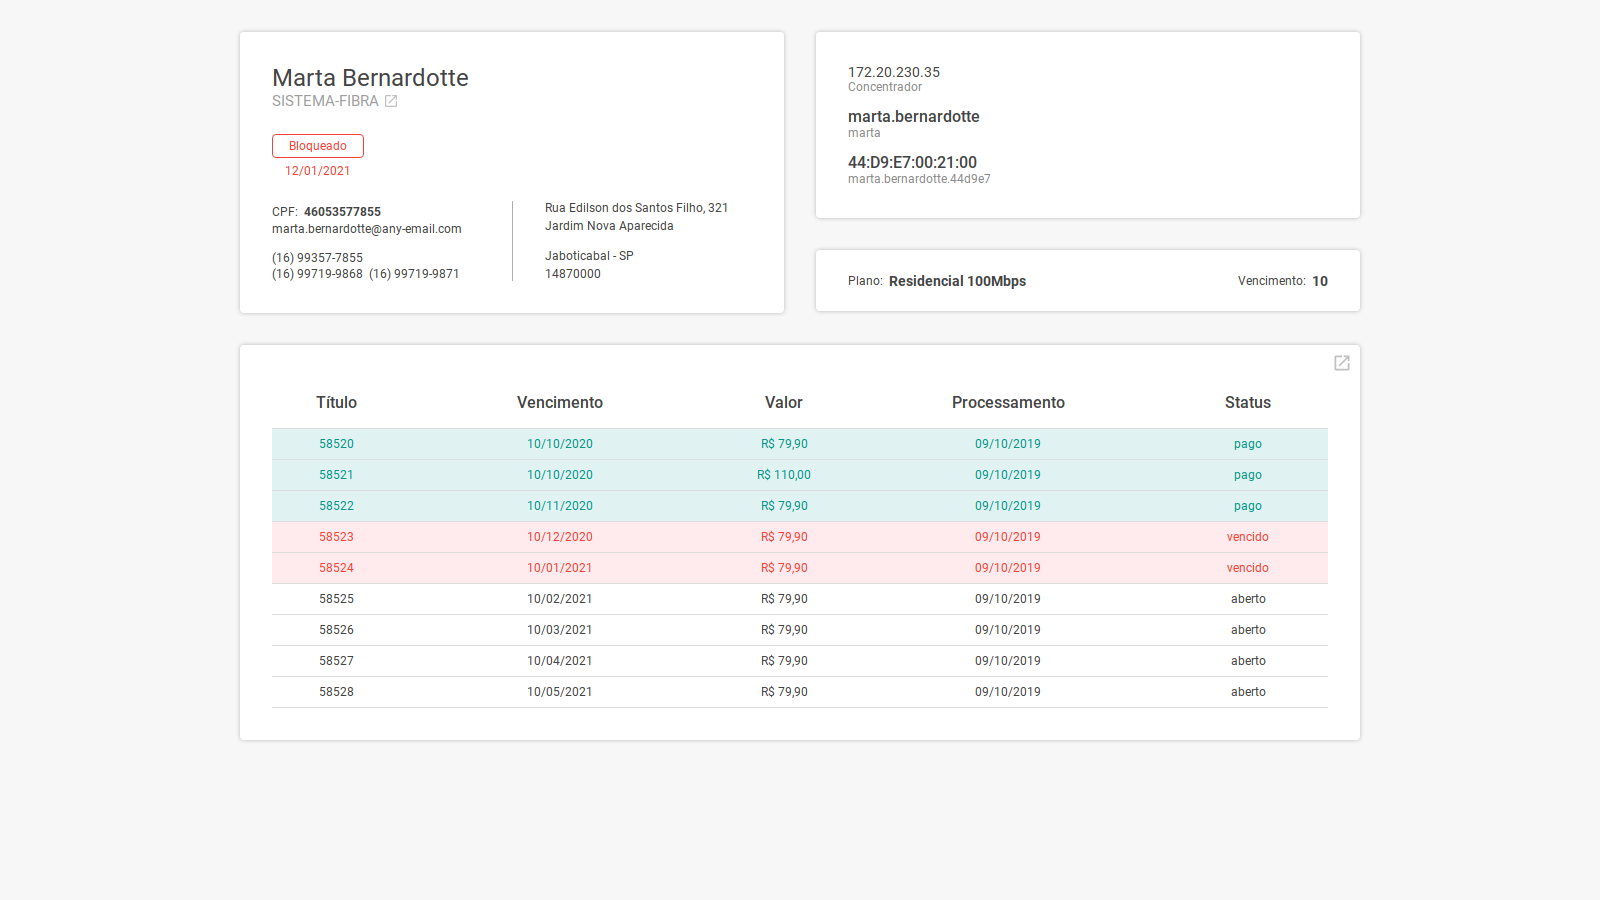 Marta Bernardotte
SISTEMA-FIBRA
Bloqueado
12/01/2021
CPF: 46053577855
marta.bernardotte@any-email.com
(16) 99357-7855
(16) 99719-9868 (16) 99719-9871
Rua Edilson dos Santos Filho, 321
Jardim Nova Aparecida
Jaboticabal - SP
14870000
172.20.230.35
Concentrador
marta.bernardotte
marta
44:D9:E7:00:21:00
marta.bernardotte.44d9e7
Plano: Residencial 100Mbps Vencimento: 10
Título Vencimento Valor Processamento Status
58520 10/10/2020 R$ 79,90 09/10/2019 pago
58521 10/10/2020 R$ 110,00 09/10/2019 pago
58522 10/11/2020 R$ 79,90 09/10/2019 pago
58523 10/12/2020 R$ 79,90 09/10/2019 vencido
58524 10/01/2021 R$ 79,90 09/10/2019 vencido
58525 10/02/2021 R$ 79,90 09/10/2019 aberto
58526 10/03/2021 R$ 79,90 09/10/2019 aberto
58527 10/04/2021 R$ 79,90 09/10/2019 aberto
58528 10/05/2021 R$ 79,90 09/10/2019 aberto